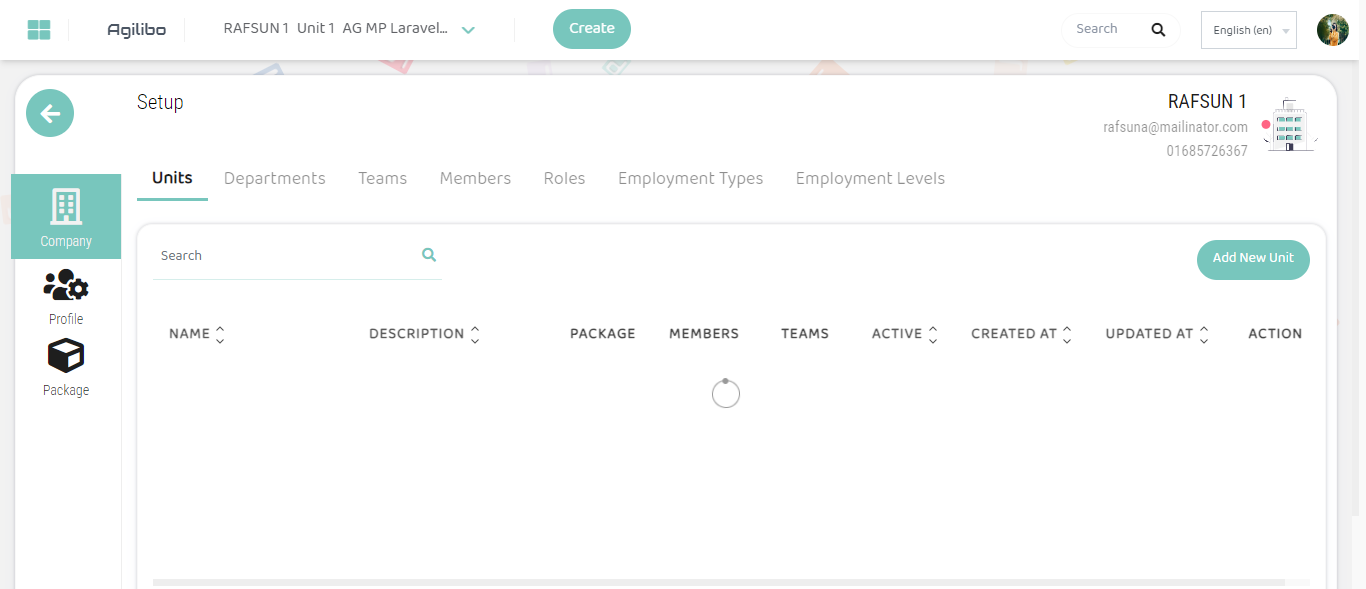 Agilibo
RAFSUN 1 Unit 1 AG MP Laravel...
Create
Search
English (en)
Setup
RAFSUN 1
rafsuna@mailinator.com
01685726367
Units Departments Teams Members Roles Employment Types Employment Levels
Company
Profile
Package
Search
Add New Unit
NAME DESCRIPTION PACKAGE MEMBERS TEAMS ACTIVE CREATED AT UPDATED AT ACTION